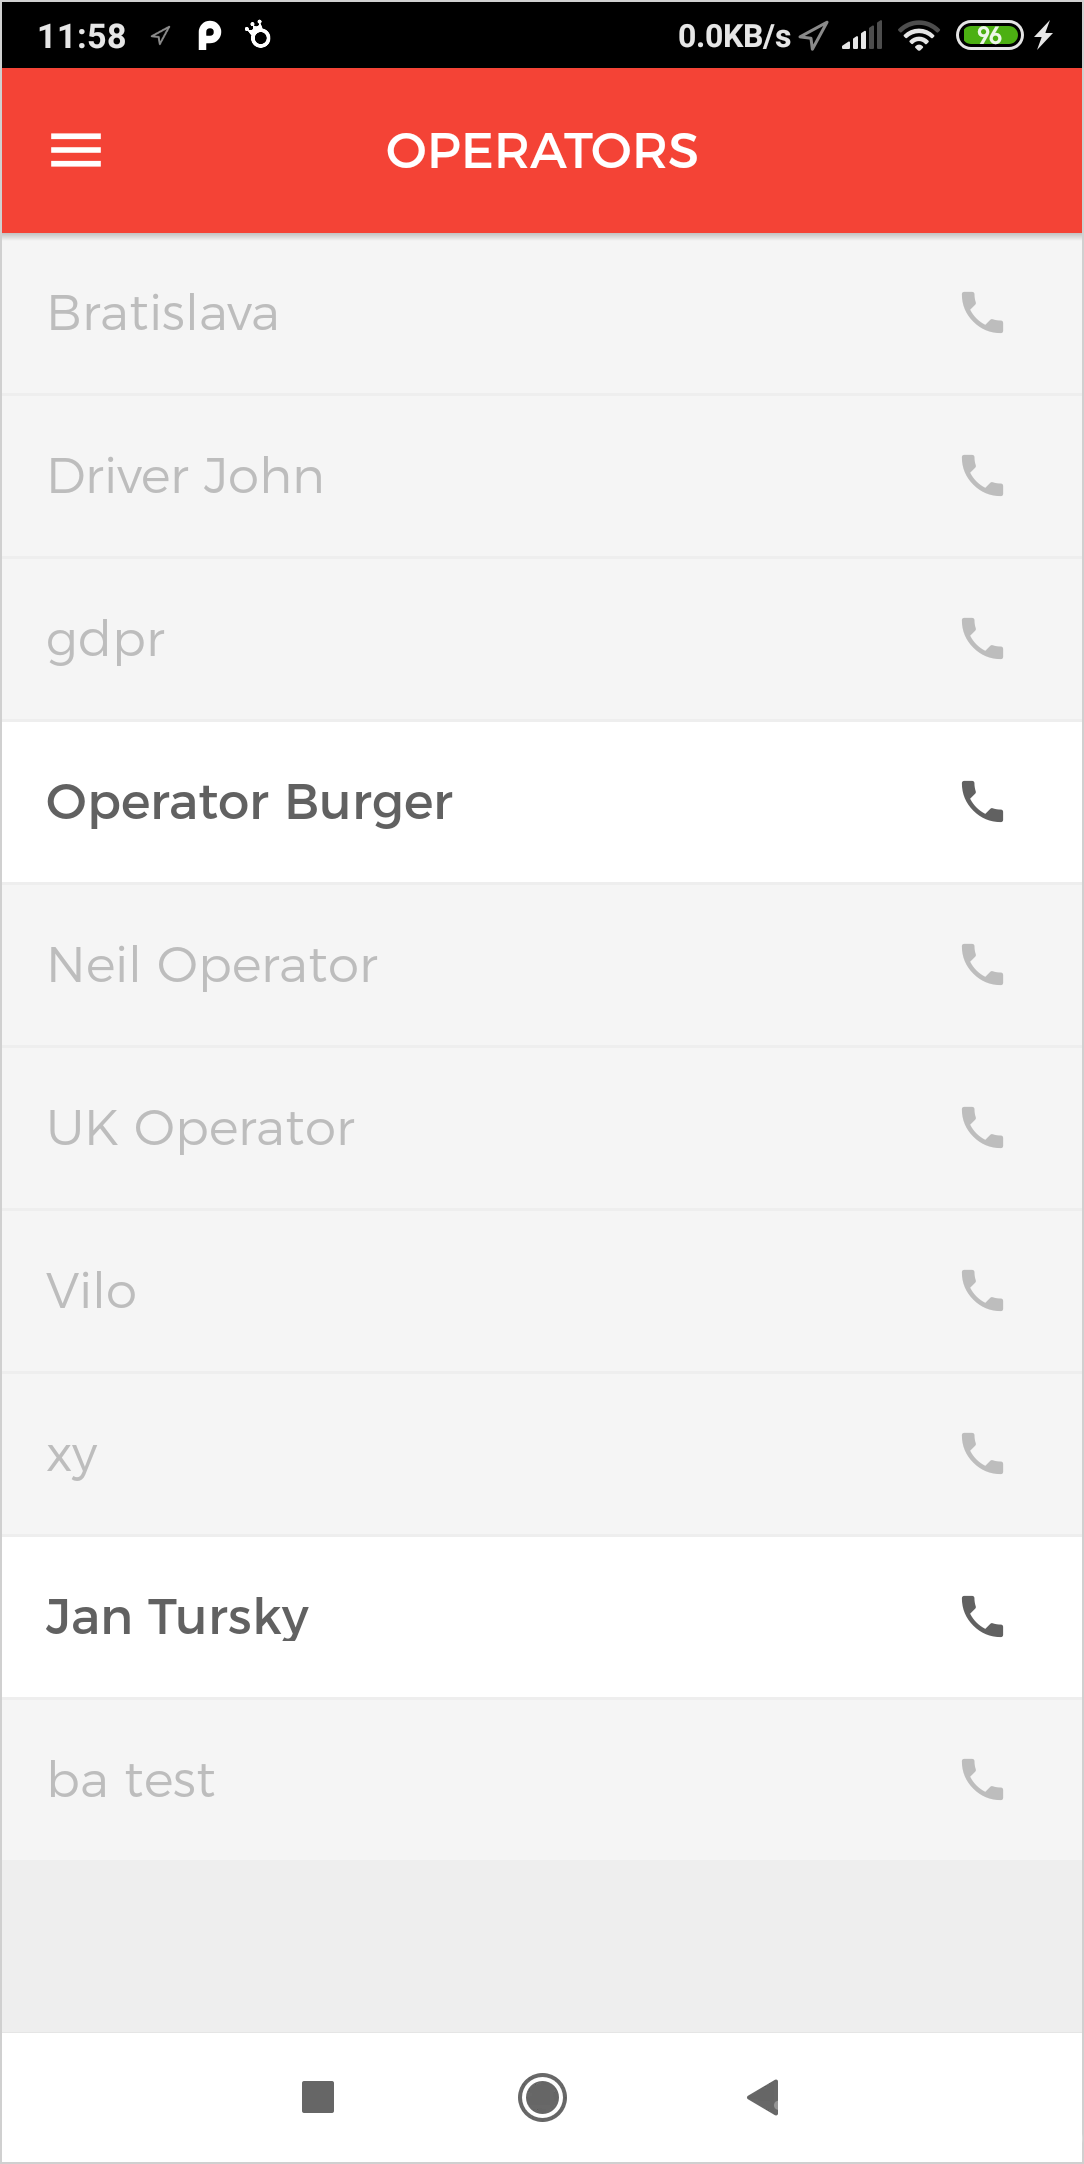 11:58 0.0KB/s 96
OPERATORS
Bratislava
Driver John
gdpr
Operator Burger
Neil Operator
UK Operator
Vilo
xy
Jan Tursky
ba test